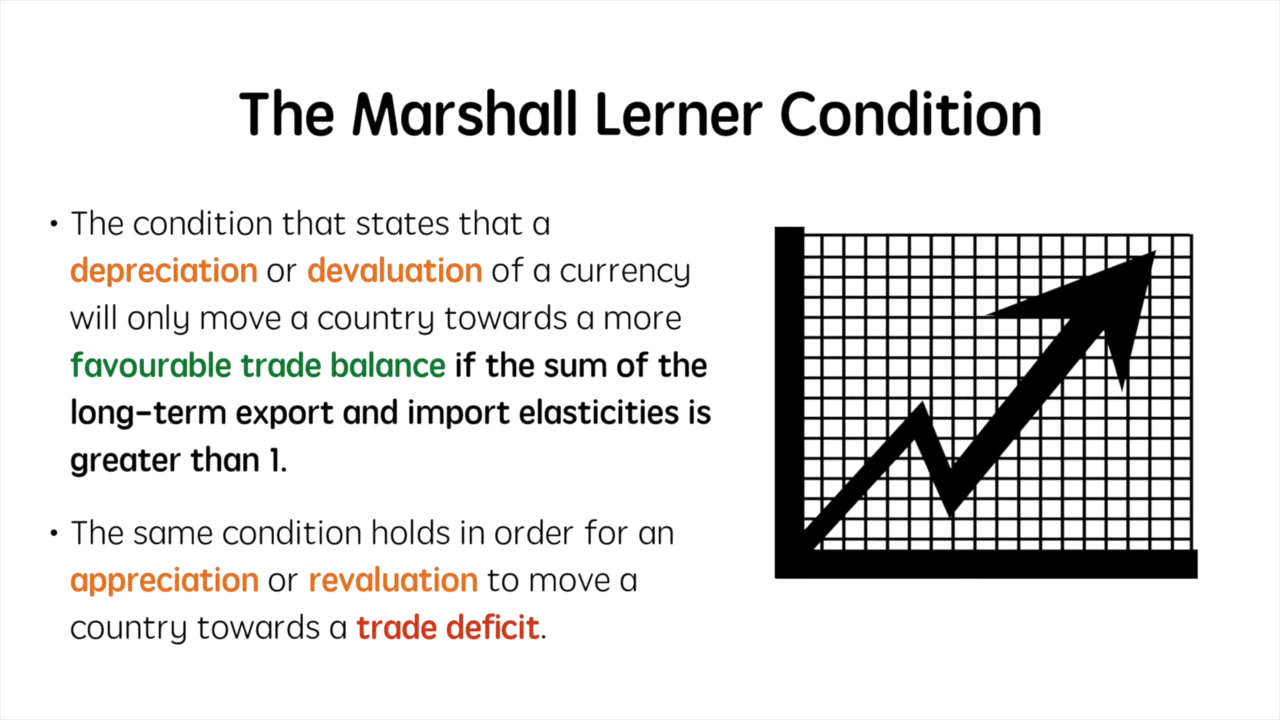 The Marshall Lerner Condition
• The condition that states that a
depreciation or devaluation of a currency
will only move a country towards a more
favourable trade balance if the sum of the
long-term export and import elasticities is
greater than 1.
• The same condition holds in order for an
appreciation or revaluation to move a
country towards a trade deficit.